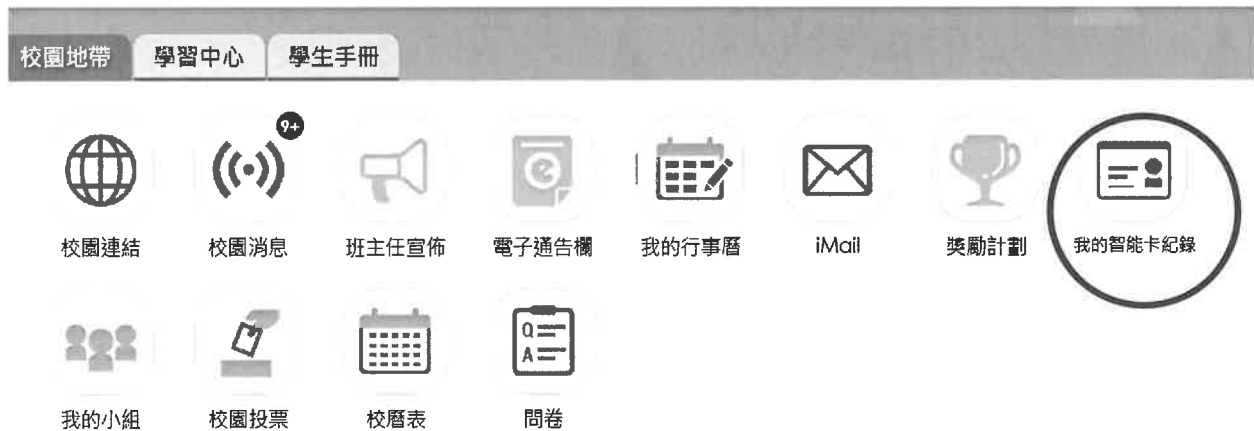 校園地帶 學習中心 學生手冊
9+
e
校園連結 校園消息 班主任宣佈 電子通告欄 我的行事曆 iMail 獎勵計劃 我的智能卡紀錄
Q
A
我的小組 校園投票 校曆表 問卷